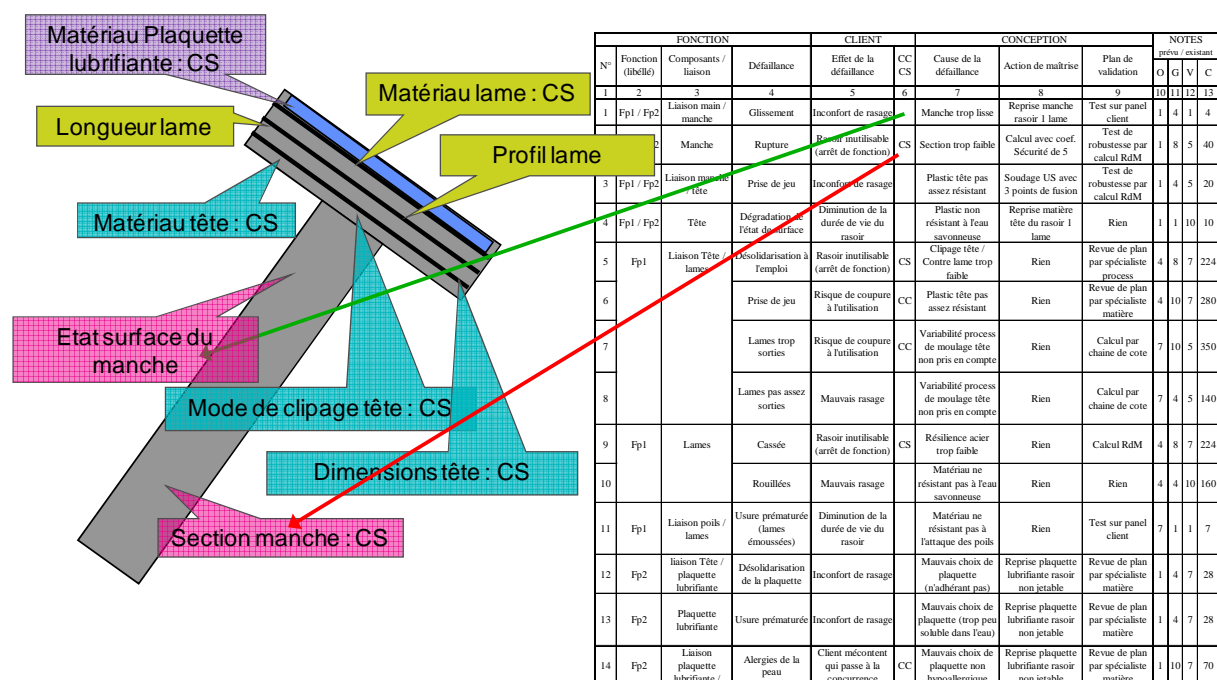 Matériau Plaquette
lubrifiante : CS
Longueur lame
Matériau lame : CS
Profil lame
Matériau tête : CS
Etat surface du
manche
Mode de clipage tête : CS
Dimensions tête : CS
Section manche : CS
FONCTION CLIENT CONCEPTION NOTES
prévu / existant
N° Fonction (libéllé) Composants / liaison Défaillance Effet de la défaillance CC CS Cause de la défaillance Action de maîtrise Plan de validation O G V C
1 2 3 4 5 6 7 8 9 10 11 12 13
1 Fp1 / Fp2 Liaison main / manche Glissement Inconfort de rasage Manche trop lisse Reprise manche rasoir 1 lame Test sur panel client 1 4 1 4
2 Manche Rupture Rasoir inutilisable (arrêt de fonction) CS Section trop faible Calcul avec coef. Sécurité de 5 Test de robustesse par calcul RdM 1 8 5 40
3 Fp1 / Fp2 Liaison manche / tête Prise de jeu Inconfort de rasage Plastic tête pas assez résistant Soudage US avec 3 points de fusion Test de robustesse par calcul RdM 1 4 5 20
4 Fp1 / Fp2 Tête Dégradation de l'état de surface Diminution de la durée de vie du rasoir Plastic non résistant à l'eau savonneuse Reprise matière tête du rasoir 1 lame Rien 1 1 10 10
5 Fp1 Liaison Tête / lames Désolidarisation à l'emploi Rasoir inutilisable (arrêt de fonction) CS Clipage tête / Contre lame trop faible Rien Revue de plan par spécialiste process 4 8 7 224
6 Prise de jeu Risque de coupure à l'utilisation CC Plastic tête pas assez résistant Rien Revue de plan par spécialiste matière 4 10 7 280
7 Lames trop sorties Risque de coupure à l'utilisation CC Variabilité process de moulage tête non pris en compte Rien Calcul par chaine de cote 7 10 5 350
8 Lames pas assez sorties Mauvais rasage Variabilité process de moulage tête non pris en compte Rien Calcul par chaine de cote 7 4 5 140
9 Fp1 Lames Cassée Rasoir inutilisable (arrêt de fonction) CS Résilience acier trop faible Rien Calcul RdM 4 8 7 224
10 Rouillées Mauvais rasage Matériau ne résistant pas à l'eau savonneuse Rien Rien 4 4 10 160
11 Fp1 Liaison poils / lames Usure prématurée (lames émoussées) Diminution de la durée de vie du rasoir Matériau ne résistant pas à l'attaque des poils Rien Test sur panel client 7 1 1 7
12 Fp2 liaison Tête / plaquette lubrifiante Désolidarisation de la plaquette Inconfort de rasage Mauvais choix de plaquette (n'adhérant pas) Reprise plaquette lubrifiante rasoir non jetable Revue de plan par spécialiste matière 1 4 7 28
13 Fp2 Plaquette lubrifiante Usure prématurée Inconfort de rasage Mauvais choix de plaquette (trop peu soluble dans l'eau) Reprise plaquette lubrifiante rasoir non jetable Revue de plan par spécialiste matière 1 4 7 28
14 Fp2 Liaison plaquette lubrifiante / Alergies de la peau Client mécontent qui passe à la concurrence CC Mauvais choix de plaquette non hypoallergique Reprise plaquette lubrifiante rasoir non jetable Revue de plan par spécialiste matière 1 10 7 70